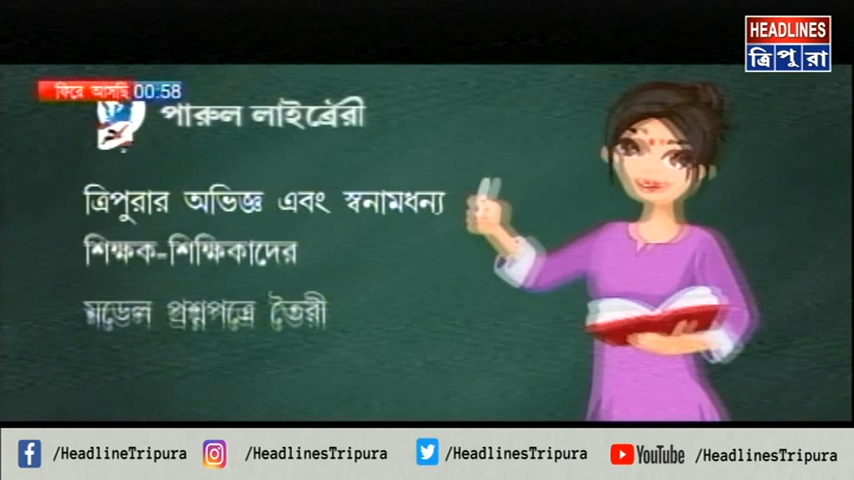 HEADLINES
ত্রিপুরা
ফিরে আসছি 00:58
পারুল লাইব্রেরী
ত্রিপুরার অভিজ্ঞ এবং স্বনামধন্য
শিক্ষক-শিক্ষিকাদের
মডেল প্রশ্নপত্রে তৈরী
/HeadlineTripura
/HeadlinesTripura
/HeadlinesTripura
YouTube /HeadlinesTripura